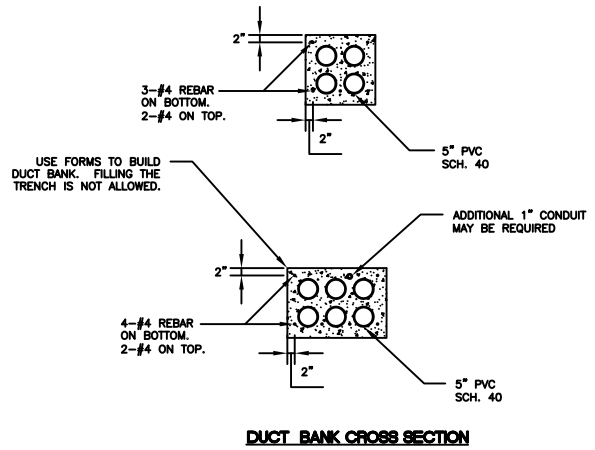 2"
3-#4 REBAR
ON BOTTOM.
2-#4 ON TOP.
2"
5" PVC
SCH. 40
USE FORMS TO BUILD
DUCT BANK. FILLING THE
TRENCH IS NOT ALLOWED.
ADDITIONAL 1" CONDUIT
MAY BE REQUIRED
2"
4-#4 REBAR
ON BOTTOM.
2-#4 ON TOP.
2"
5" PVC
SCH. 40
DUCT BANK CROSS SECTION